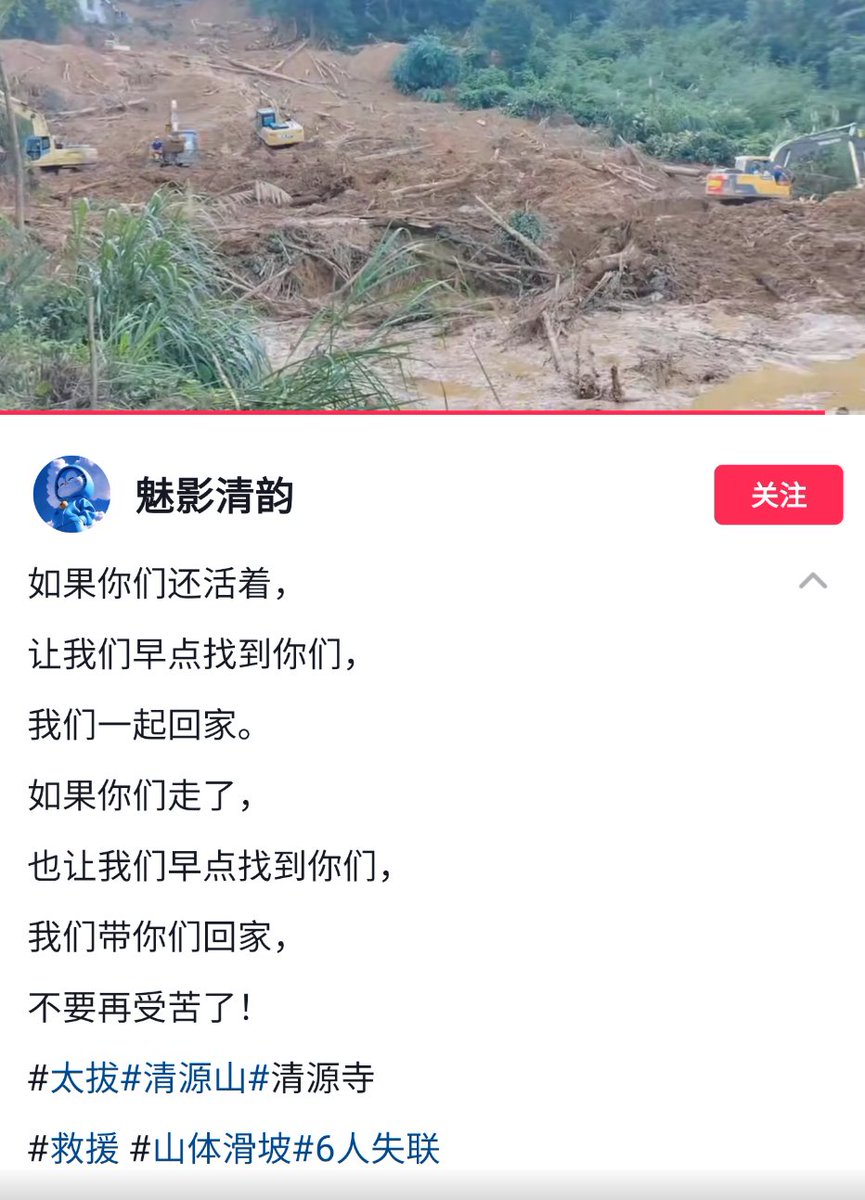 魅影清韵
关注
如果你们还活着，
让我们早点找到你们，
我们一起回家。
如果你们走了，
也让我们早点找到你们，
我们带你们回家，
不要再受苦了！
#太拔#清源山#清源寺
#救援 #山体滑坡#6人失联